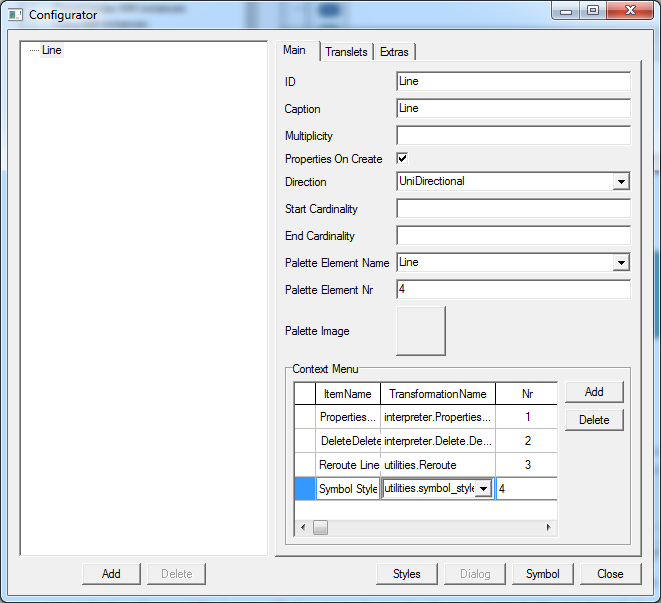 Configurator
Line
Main Translets Extras
ID Line
Caption Line
Multiplicity
Properties On Create
Direction UniDirectional
Start Cardinality
End Cardinality
Palette Element Name Line
Palette Element Nr 4
Palette Image
Context Menu
ItemName TransformationName Nr
Properties... interpreter.Properties... 1
DeleteDelete interpreter.Delete.De... 2
Reroute Line utilities.Reroute 3
Symbol Style utilities.symbol_style 4
Add
Delete
Add Delete Styles Dialog Symbol Close